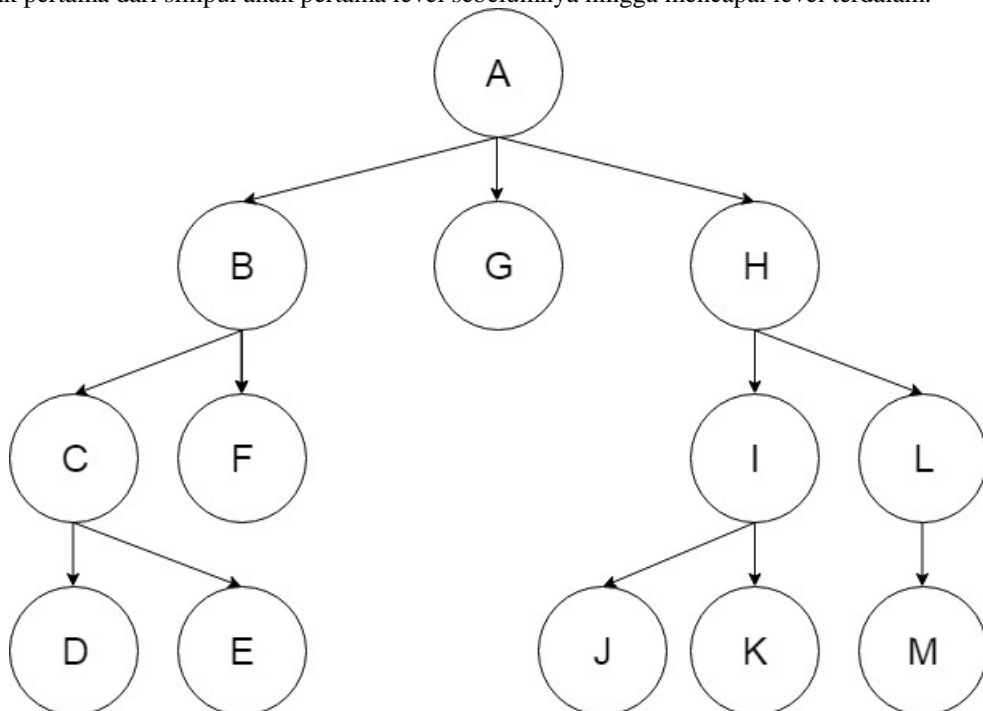 pertama dari simpul anak pertama level sebelumnya hingga mencapai level terdalam.
A
B G H
C F I L
D E J K M